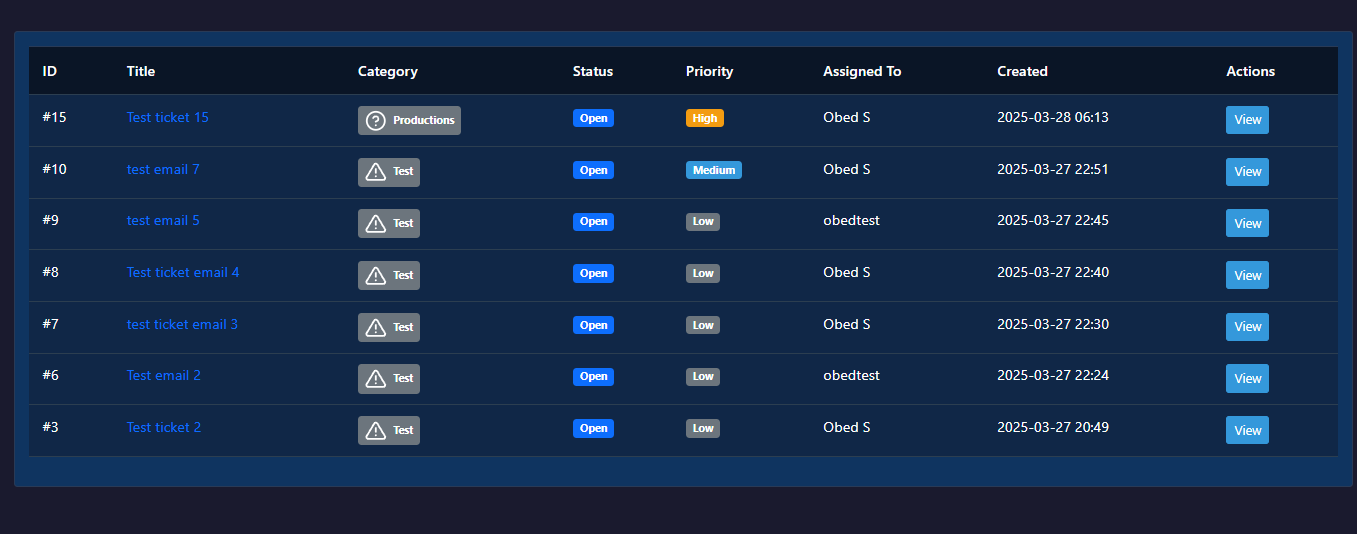 ID Title Category Status Priority Assigned To Created Actions
#15 Test ticket 15 Productions Open High Obed S 2025-03-28 06:13 View
#10 test email 7 Test Open Medium Obed S 2025-03-27 22:51 View
#9 test email 5 Test Open Low obedtest 2025-03-27 22:45 View
#8 Test ticket email 4 Test Open Low Obed S 2025-03-27 22:40 View
#7 test ticket email 3 Test Open Low Obed S 2025-03-27 22:30 View
#6 Test email 2 Test Open Low obedtest 2025-03-27 22:24 View
#3 Test ticket 2 Test Open Low Obed S 2025-03-27 20:49 View